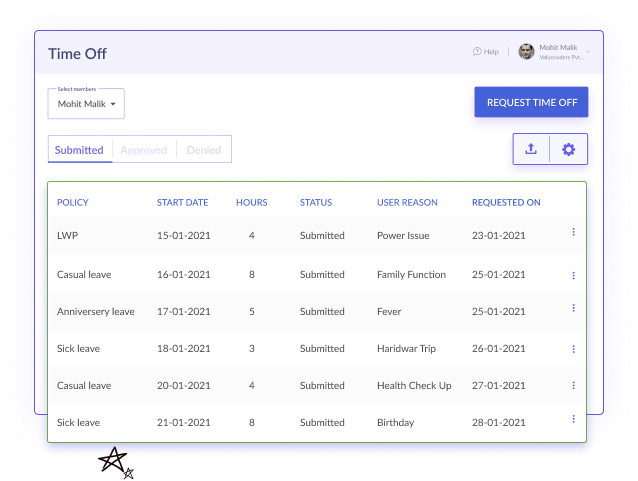 Time Off
Help
Mohit Malik
Valuecoders Pvt...
Select members
Mohit Malik
REQUEST TIME OFF
Submitted Approved Denied
POLICY START DATE HOURS STATUS USER REASON REQUESTED ON
LWP 15-01-2021 4 Submitted Power Issue 23-01-2021
Casual leave 16-01-2021 8 Submitted Family Function 25-01-2021
Anniversery leave 17-01-2021 5 Submitted Fever 25-01-2021
Sick leave 18-01-2021 3 Submitted Haridwar Trip 26-01-2021
Casual leave 20-01-2021 4 Submitted Health Check Up 27-01-2021
Sick leave 21-01-2021 8 Submitted Birthday 28-01-2021